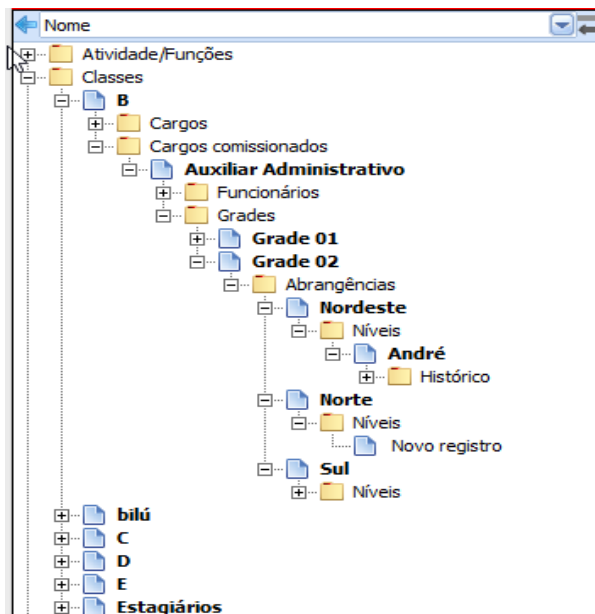 Nome
Atividade/Funções
Classes
B
Cargos
Cargos comissionados
Auxiliar Administrativo
Funcionários
Grades
Grade 01
Grade 02
Abrangências
Nordeste
Níveis
André
Histórico
Norte
Níveis
Novo registro
Sul
Níveis
bilú
C
D
E
Estagiários